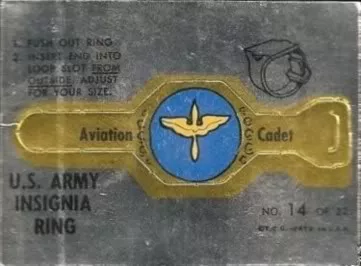 1. PUSH OUT RING
2. INSERT END INTO
LOOP SLOT FROM
OUTSIDE. ADJUST
FOR YOUR SIZE.
Aviation Cadet
U.S. ARMY
INSIGNIA
RING
NO. 14 OF 32